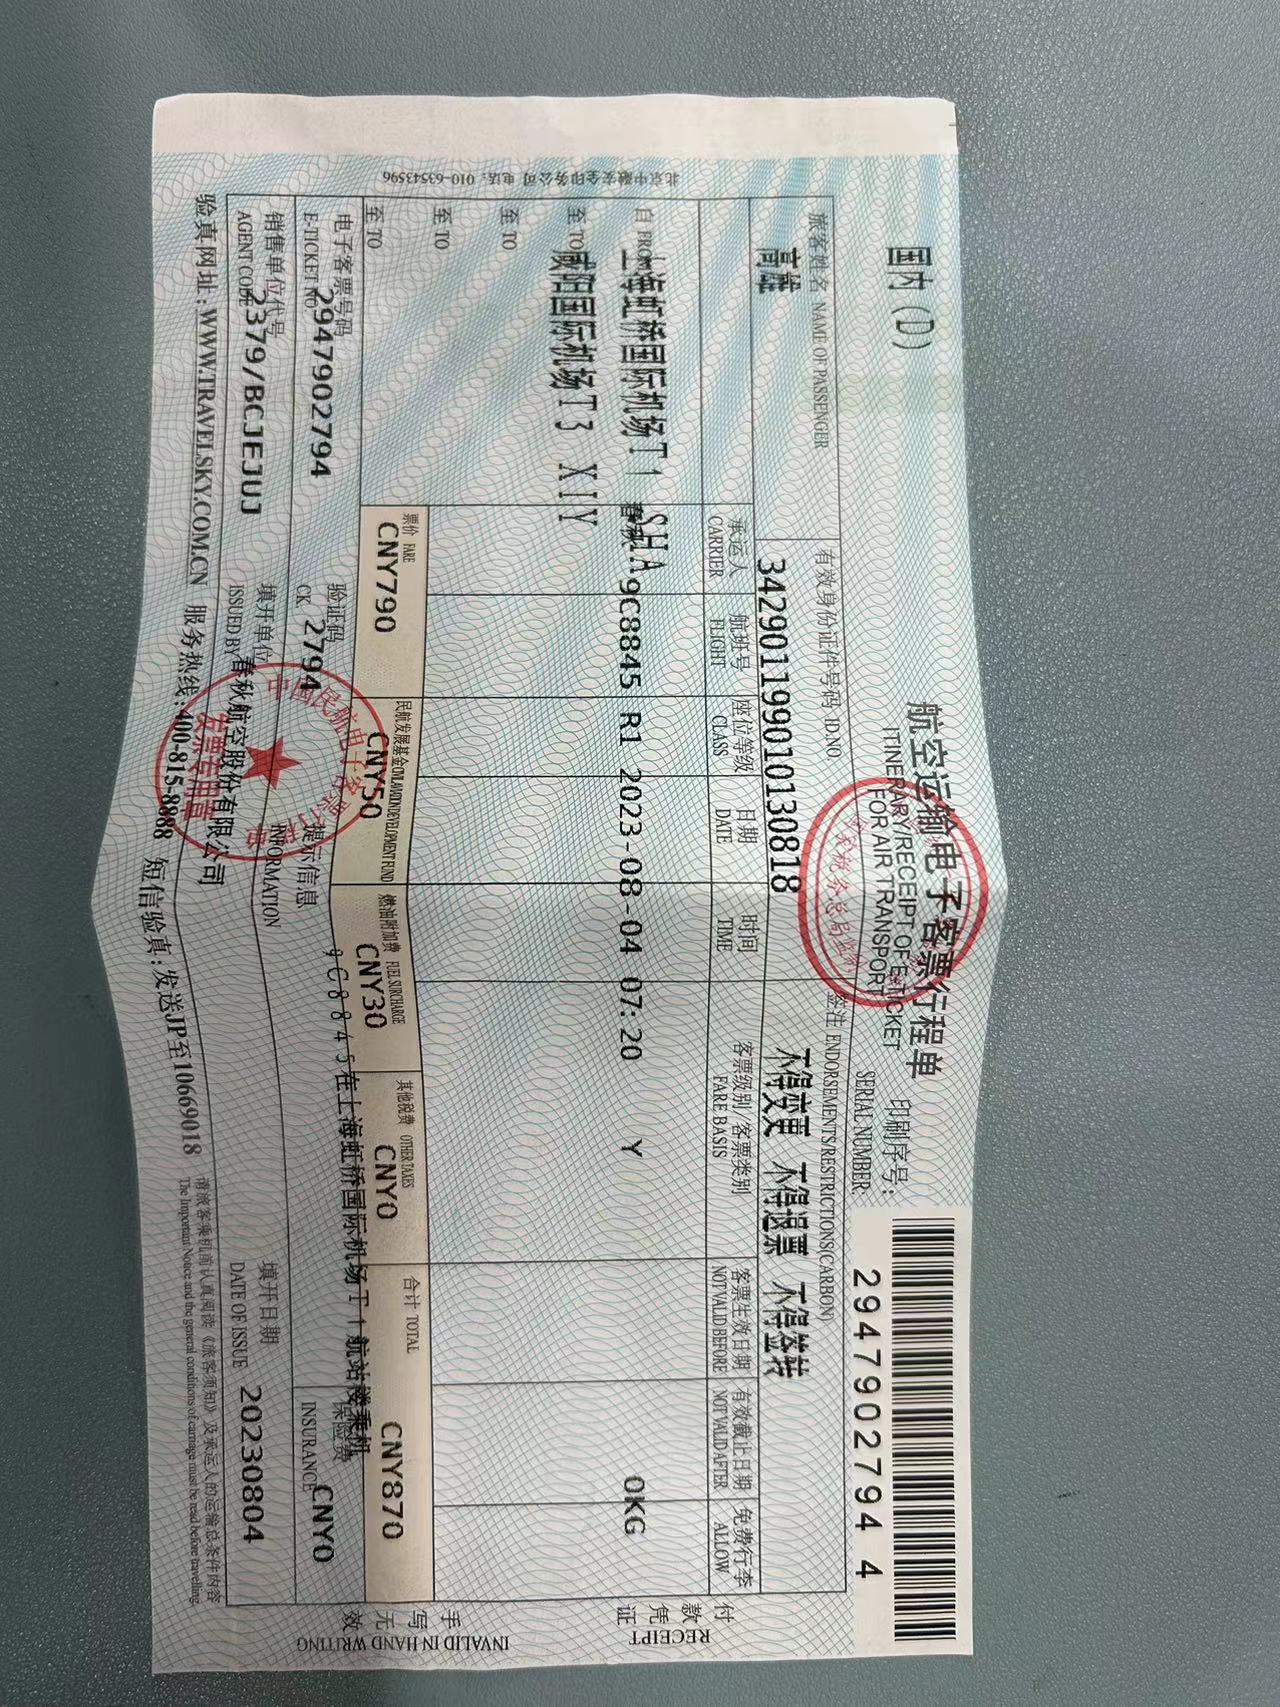 航空运输电子客票行程单
ITINERARY/RECEIPT OF E-TICKET
FOR AIR TRANSPORT
国内(D)
印刷序号:
SERIAL NUMBER:
2947902794 4
旅客姓名 NAME OF PASSENGER
高雄
有效身份证件号码 ID.NO
342901199010130818
签注 ENDORSEMENTS/RESTRICTIONS(CARBON)
不得变更 不得退票 不得签转
承运人 CARRIER
航班号 FLIGHT
座位等级 CLASS
日期 DATE
时间 TIME
客票级别/客票类别 FARE BASIS
客票生效日期 NOT VALID BEFORE
有效截止日期 NOT VALID AFTER
免费行李 ALLOW
自 FROM 上海虹桥国际机场T1 SHA 春秋 9C8845 R1 2023-08-04 07:20 Y 0KG
至 TO 咸阳国际机场T3 XIY
至 TO
至 TO
至 TO
票价 FARE CNY790
民航发展基金 CIVIL AVIATION DEVELOPMENT FUND CNY50
燃油附加费 FUEL SURCHARGE CNY30
其他税费 OTHER TAXES CNY0
合计 TOTAL CNY870
电子客票号码 E-TICKET NO 2947902794
验证码 CK 2794
提示信息 INFORMATION 9C8845在上海虹桥国际机场T1航站楼乘机
保险费 INSURANCE CNY0
销售单位代号 AGENT CODE 2379/BCJEJUJ
填开单位 ISSUED BY 春秋航空股份有限公司
填开日期 DATE OF ISSUE 20230804
验真网址:WWW.TRAVELSKY.COM.CN 服务热线:400-815-8888 短信验真:发送JP至10669018
请旅客乘机前认真阅读《旅客须知》及承运人的运输总条件内容
The Important Notice and the general conditions of carriage must be read before travelling
北京中融安全印务公司 电话:010-63543596
付款凭证 RECEIPT
手写无效 INVALID IN HAND WRITING
中國民航电子客票行程单
发票专用章